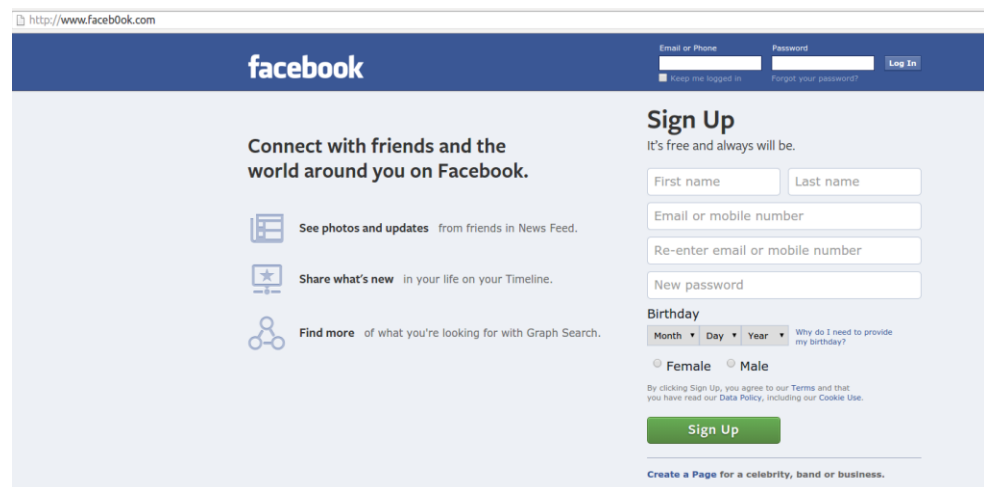 http://www.faceb0ok.com
facebook
Email or Phone
Password
Keep me logged in
Forgot your password?
Log In
Connect with friends and the
world around you on Facebook.
See photos and updates from friends in News Feed.
Share what's new in your life on your Timeline.
Find more of what you're looking for with Graph Search.
Sign Up
It's free and always will be.
First name
Last name
Email or mobile number
Re-enter email or mobile number
New password
Birthday
Month
Day
Year
Why do I need to provide
my birthday?
Female
Male
By clicking Sign Up, you agree to our Terms and that
you have read our Data Policy, including our Cookie Use.
Sign Up
Create a Page for a celebrity, band or business.